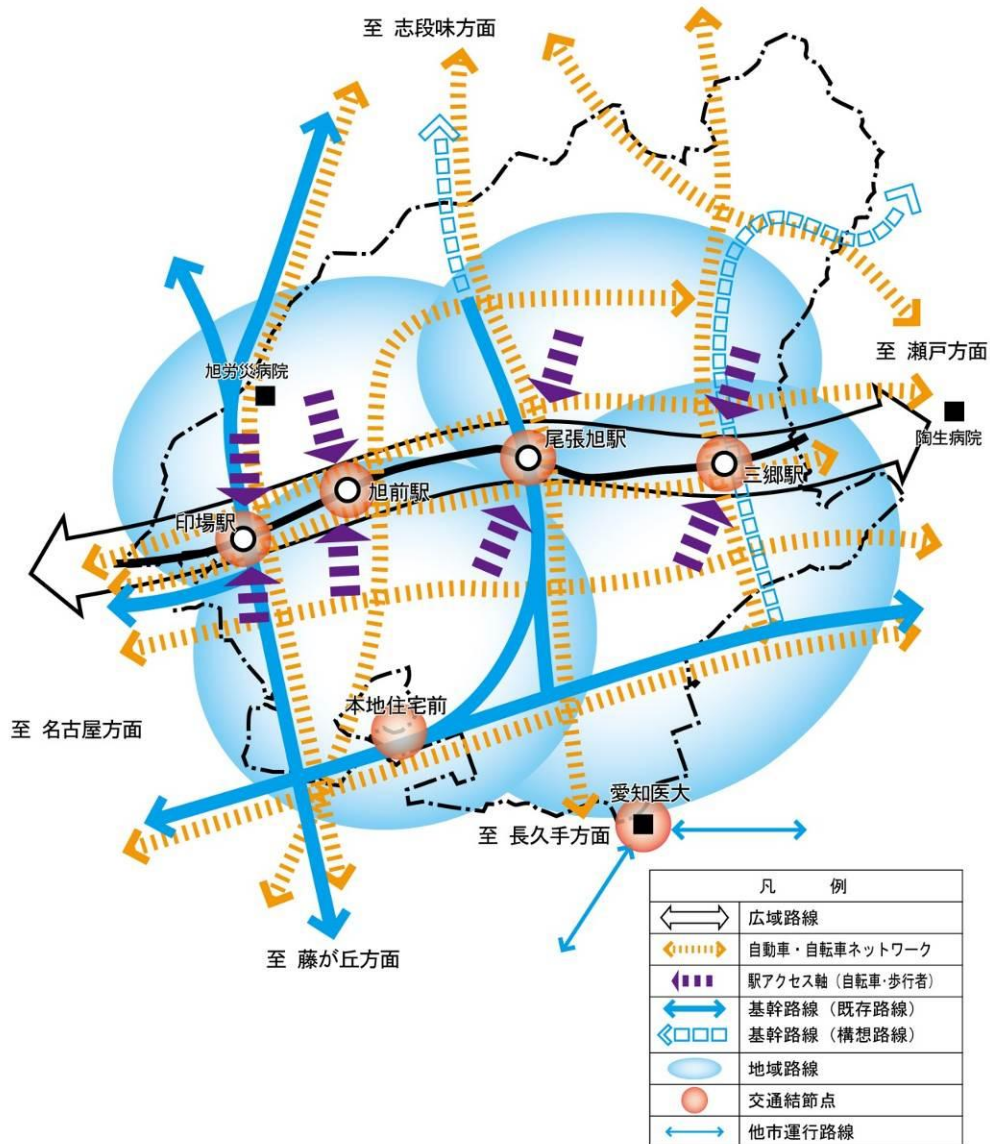 至 志段味方面
至 瀬戸方面
旭労災病院
陶生病院
尾張旭駅
三郷駅
旭前駅
印場駅
至 名古屋方面
本地住宅前
愛知医大
至 長久手方面
至 藤が丘方面
凡 例
広域路線
自動車・自転車ネットワーク
駅アクセス軸（自転車・歩行者）
基幹路線（既存路線）
基幹路線（構想路線）
地域路線
交通結節点
他市運行路線